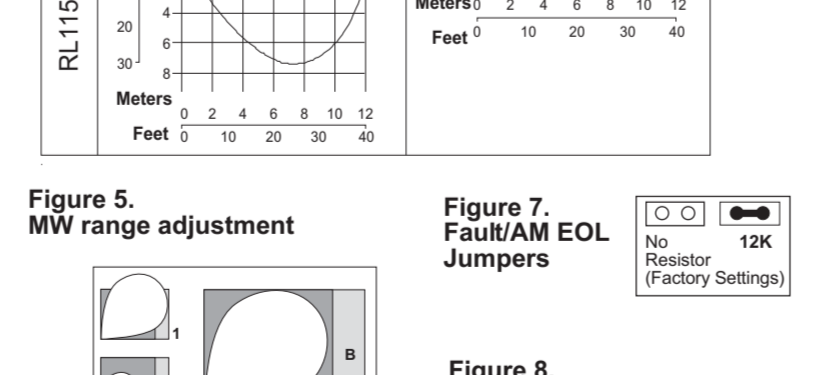 RL115
20
30
4
6
8
Meters
0 2 4 6 8 10 12
Feet 0 10 20 30 40
Meters 0 2 4 6 8 10 12
Feet 0 10 20 30 40
Figure 5.
MW range adjustment
1
B
Figure 7.
Fault/AM EOL
Jumpers
No 12K
Resistor
(Factory Settings)
Figure 8.